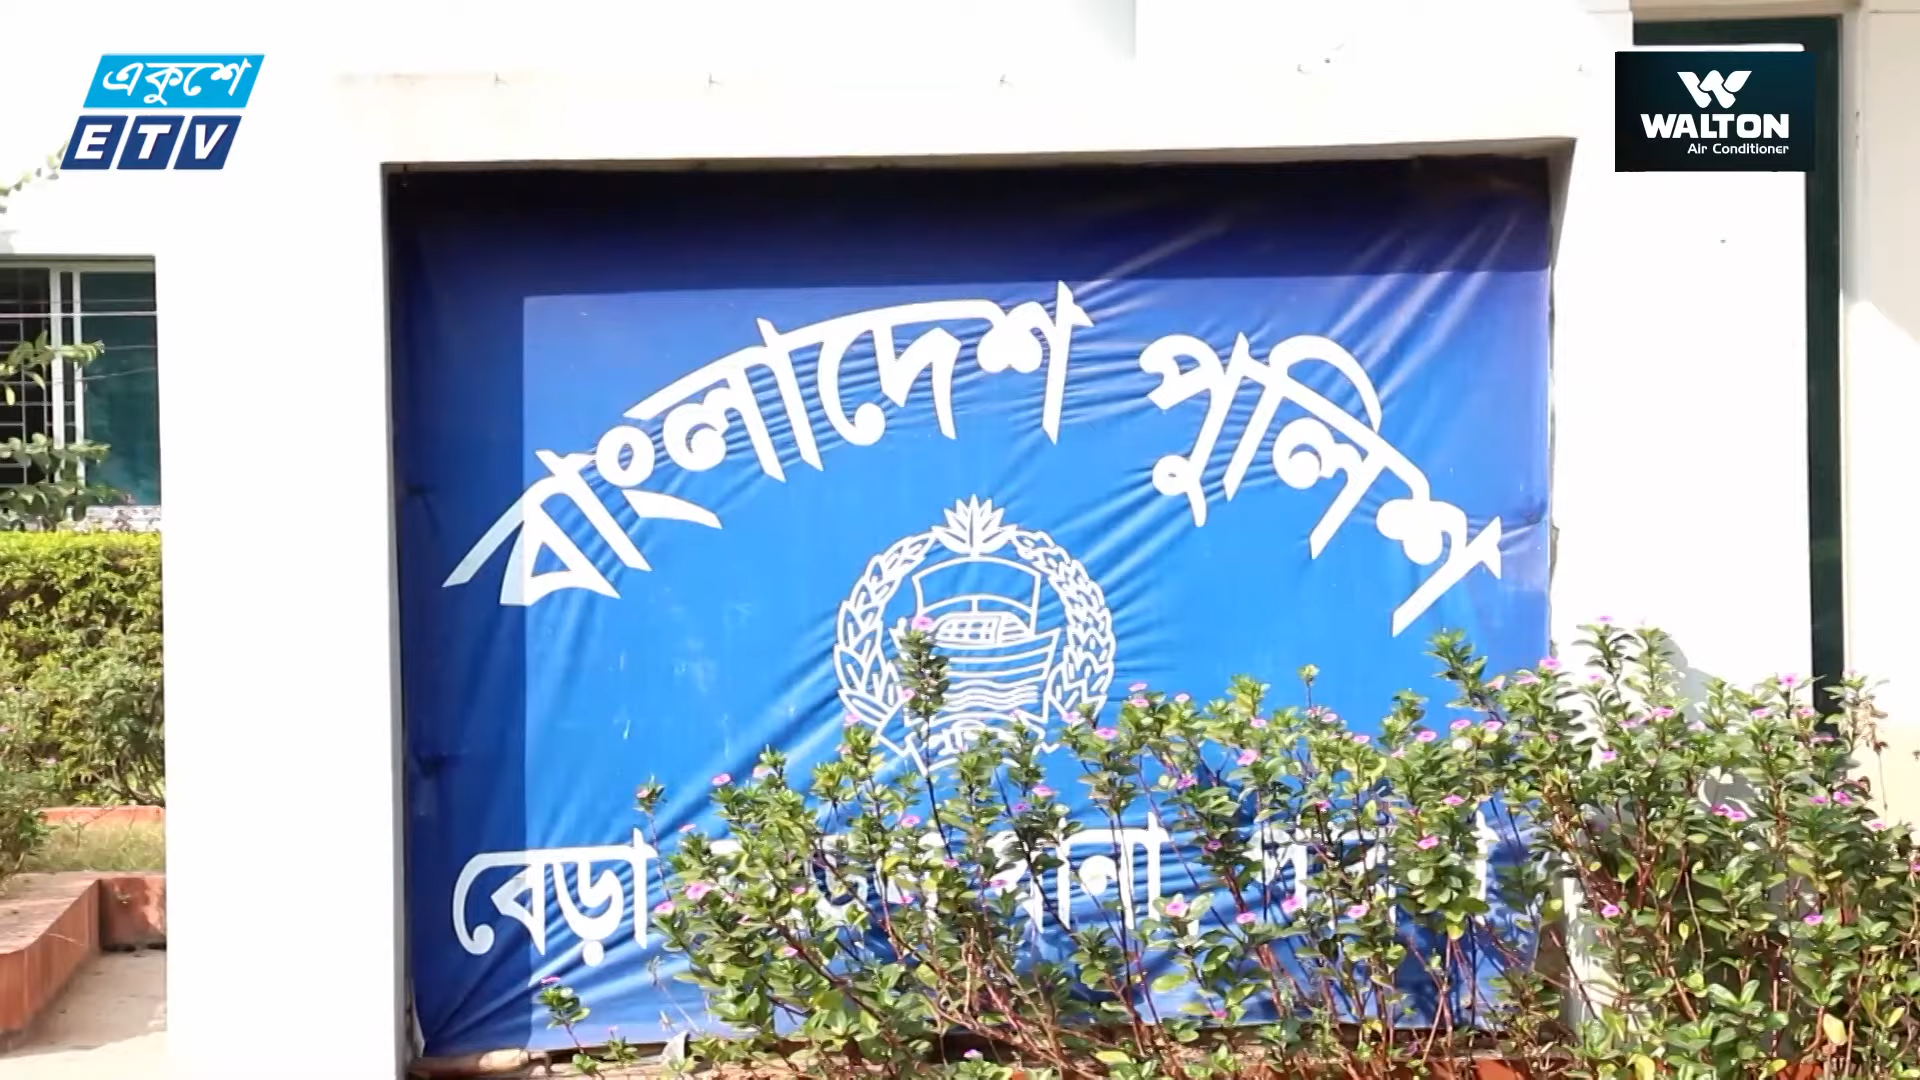 একুশে
ETV
WALTON
Air Conditioner
বাংলাদেশ পুলিশ
বেড়া থানা,